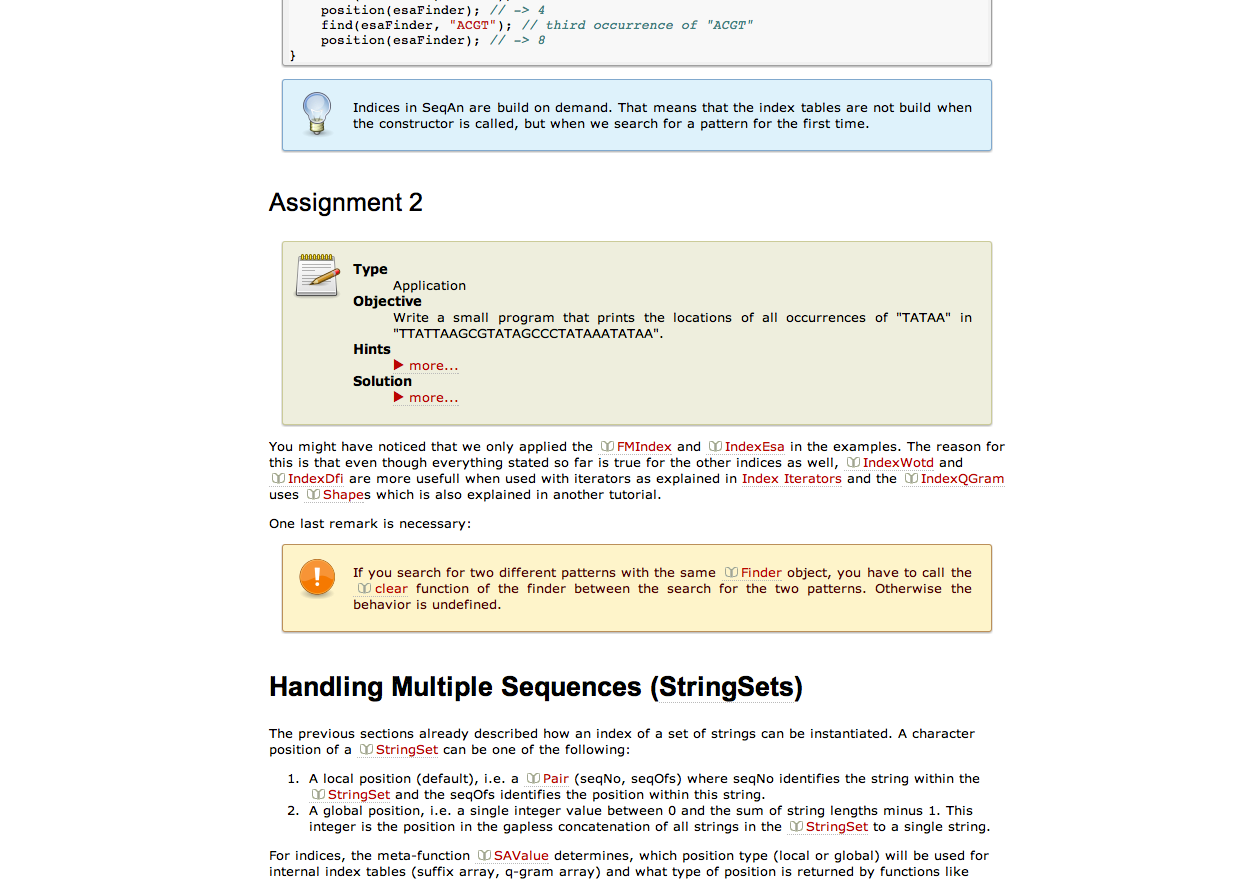 position(esaFinder); // -> 4
find(esaFinder, "ACGT"); // third occurrence of "ACGT"
position(esaFinder); // -> 8
}
Indices in SeqAn are build on demand. That means that the index tables are not build when
the constructor is called, but when we search for a pattern for the first time.
Assignment 2
Type
Application
Objective
Write a small program that prints the locations of all occurrences of "TATAA" in
"TTATTAAGCGTATAGCCCTATAAATATAA".
Hints
more...
Solution
more...
You might have noticed that we only applied the FMIndex and IndexEsa in the examples. The reason for
this is that even though everything stated so far is true for the other indices as well, IndexWotd and
IndexDfi are more usefull when used with iterators as explained in Index Iterators and the IndexQGram
uses Shapes which is also explained in another tutorial.
One last remark is necessary:
If you search for two different patterns with the same Finder object, you have to call the
clear function of the finder between the search for the two patterns. Otherwise the
behavior is undefined.
Handling Multiple Sequences (StringSets)
The previous sections already described how an index of a set of strings can be instantiated. A character
position of a StringSet can be one of the following:
1. A local position (default), i.e. a Pair (seqNo, seqOfs) where seqNo identifies the string within the
StringSet and the seqOfs identifies the position within this string.
2. A global position, i.e. a single integer value between 0 and the sum of string lengths minus 1. This
integer is the position in the gapless concatenation of all strings in the StringSet to a single string.
For indices, the meta-function SAValue determines, which position type (local or global) will be used for
internal index tables (suffix array, q-gram array) and what type of position is returned by functions like